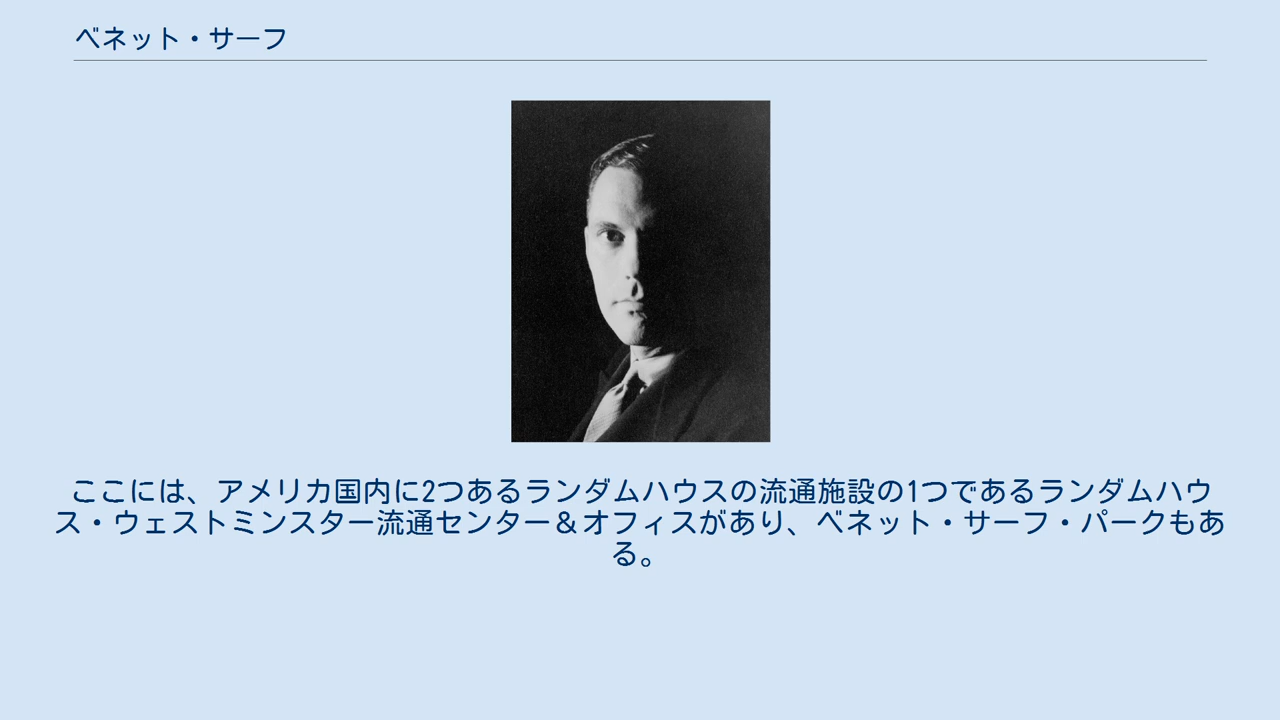 ベネット・サーフ
ここには、アメリカ国内に2つあるランダムハウスの流通施設の1つであるランダムハウ
ス・ウェストミンスター流通センター＆オフィスがあり、ベネット・サーフ・パークもあ
る。